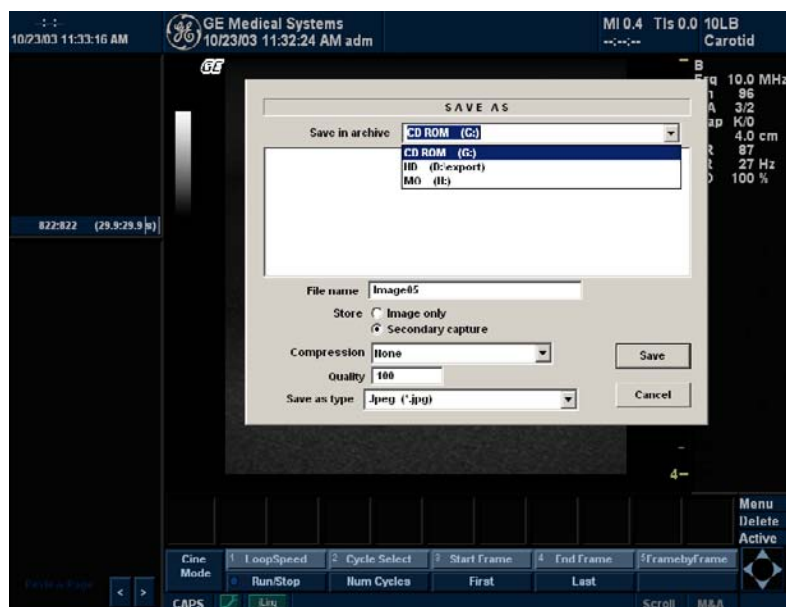 -:-:-
10/23/03 11:33:16 AM
GE Medical Systems
10/23/03 11:32:24 AM adm
MI 0.4 TIs 0.0 10LB
--:--:-- Carotid
GE
B
10.0 MHz
96
3/2
K/0
4.0 cm
87
27 Hz
100 %
SAVE AS
Save in archive CD ROM (G:)
CD ROM (G:)
HD (D:\export)
MO (H:)
822:822 (29.9:29.9 s)
File name Image05
Store Image only
Secondary capture
Compression None
Save
Quality 100
Save as type Jpeg (*.jpg)
Cancel
4-
Menu
Delete
Active
Cine Mode
1 LoopSpeed 2 Cycle Select 3 Start Frame 4 End Frame 5 FramebyFrame
Run/Stop Num Cycles First Last
< >
CAPS Scroll M&A